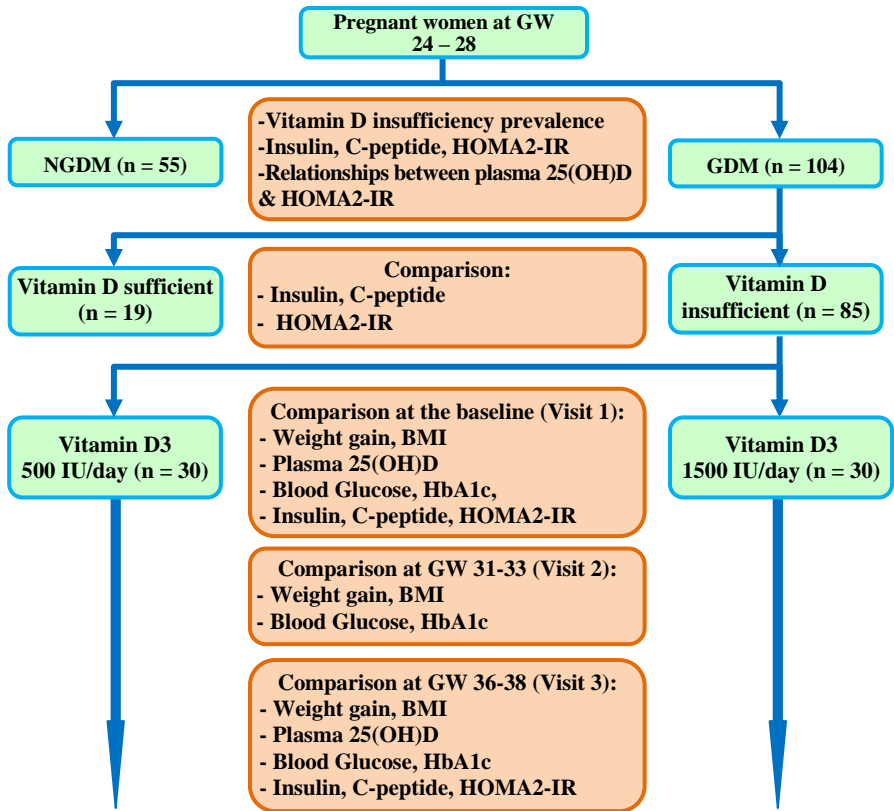 Pregnant women at GW
24 – 28
NGDM (n = 55)
-Vitamin D insufficiency prevalence
-Insulin, C-peptide, HOMA2-IR
-Relationships between plasma 25(OH)D
& HOMA2-IR
GDM (n = 104)
Vitamin D sufficient
(n = 19)
Comparison:
- Insulin, C-peptide
- HOMA2-IR
Vitamin D
insufficient (n = 85)
Vitamin D3
500 IU/day (n = 30)
Comparison at the baseline (Visit 1):
- Weight gain, BMI
- Plasma 25(OH)D
- Blood Glucose, HbA1c,
- Insulin, C-peptide, HOMA2-IR
Vitamin D3
1500 IU/day (n = 30)
Comparison at GW 31-33 (Visit 2):
- Weight gain, BMI
- Blood Glucose, HbA1c
Comparison at GW 36-38 (Visit 3):
- Weight gain, BMI
- Plasma 25(OH)D
- Blood Glucose, HbA1c
- Insulin, C-peptide, HOMA2-IR